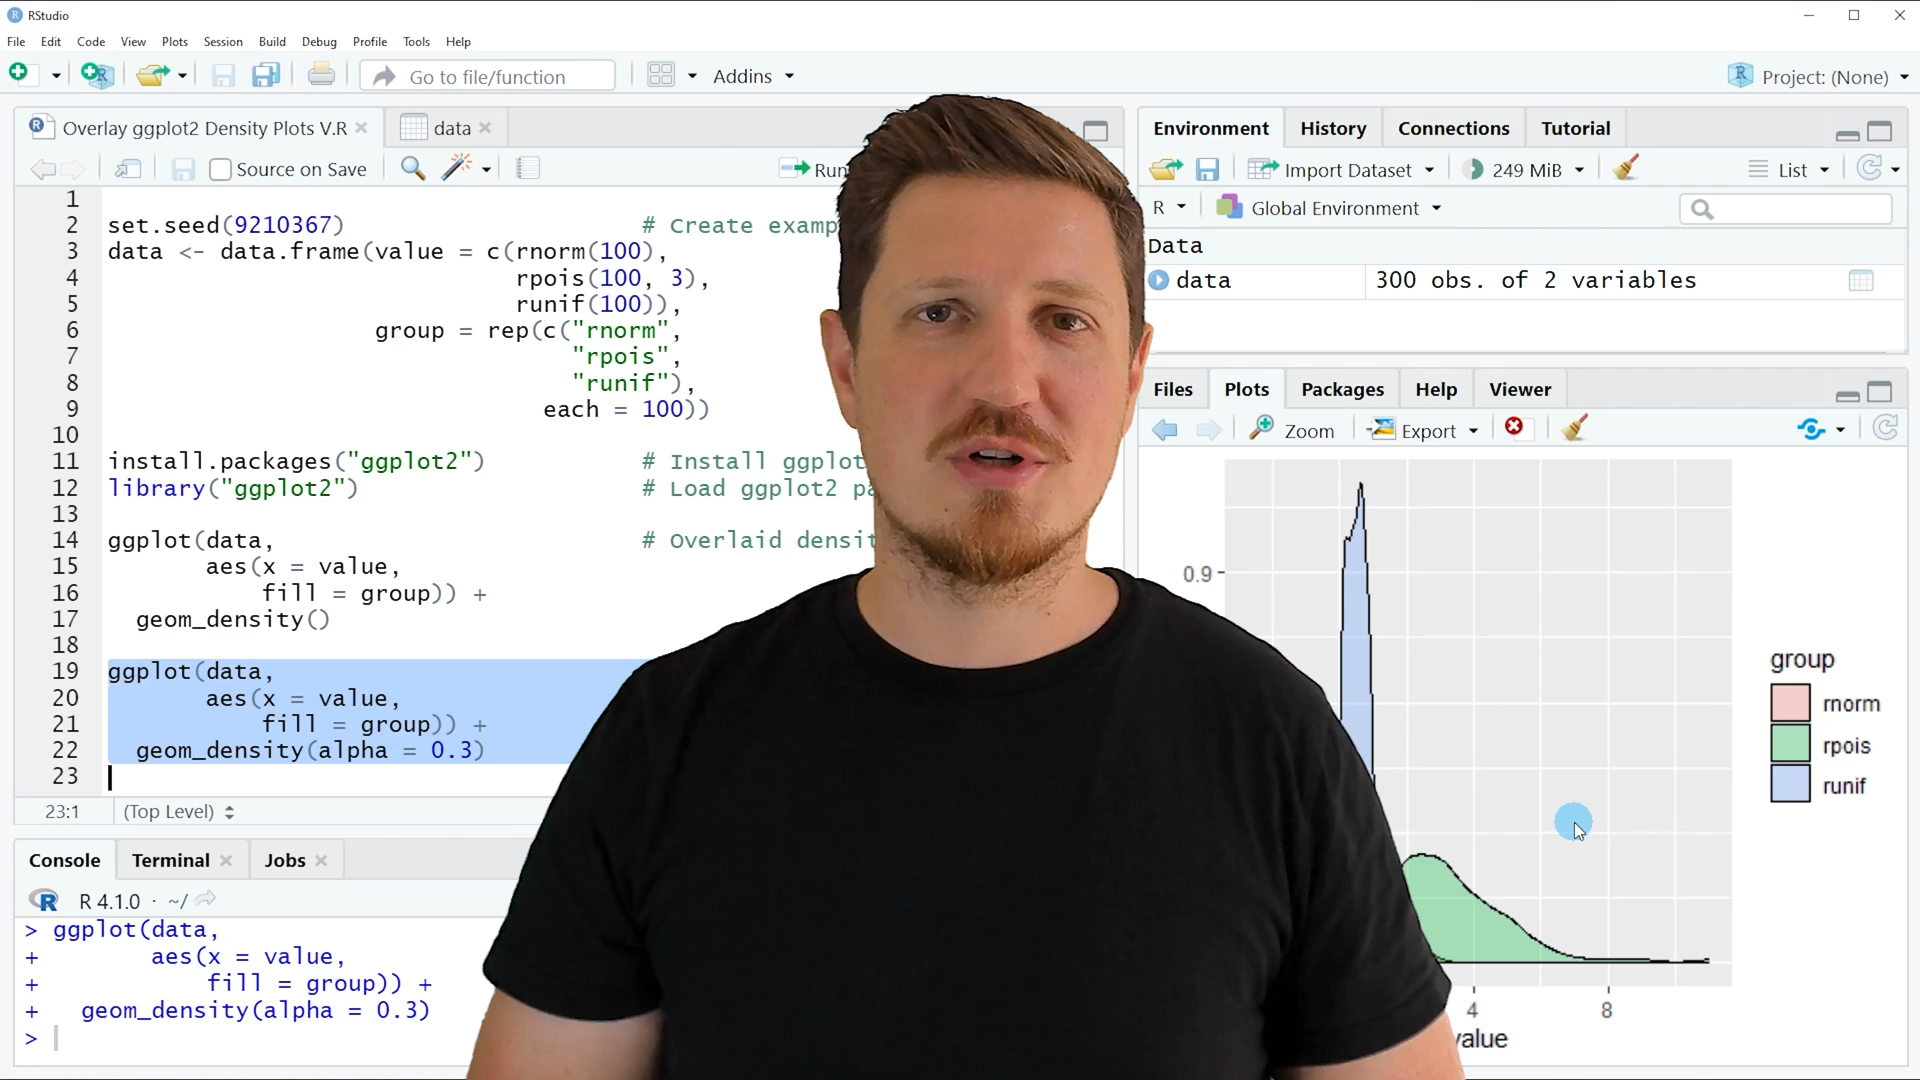 RStudio
File Edit Code View Plots Session Build Debug Profile Tools Help
Go to file/function Addins Project: (None)
Overlay ggplot2 Density Plots V.R data
Source on Save Run
1
2 set.seed(9210367) # Create examp
3 data <- data.frame(value = c(rnorm(100),
4 rpois(100, 3),
5 runif(100)),
6 group = rep(c("rnorm",
7 "rpois",
8 "runif"),
9 each = 100))
10
11 install.packages("ggplot2") # Install ggplot
12 library("ggplot2") # Load ggplot2 pa
13
14 ggplot(data, # Overlaid densit
15 aes(x = value,
16 fill = group)) +
17 geom_density()
18
19 ggplot(data,
20 aes(x = value,
21 fill = group)) +
22 geom_density(alpha = 0.3)
23
23:1 (Top Level)
Console Terminal Jobs
R 4.1.0 · ~/
> ggplot(data,
+ aes(x = value,
+ fill = group)) +
+ geom_density(alpha = 0.3)
>
Environment History Connections Tutorial
Import Dataset 249 MiB List
R Global Environment
Data
data 300 obs. of 2 variables
Files Plots Packages Help Viewer
Zoom Export
0.9
group
rnorm
rpois
runif
4 8
value